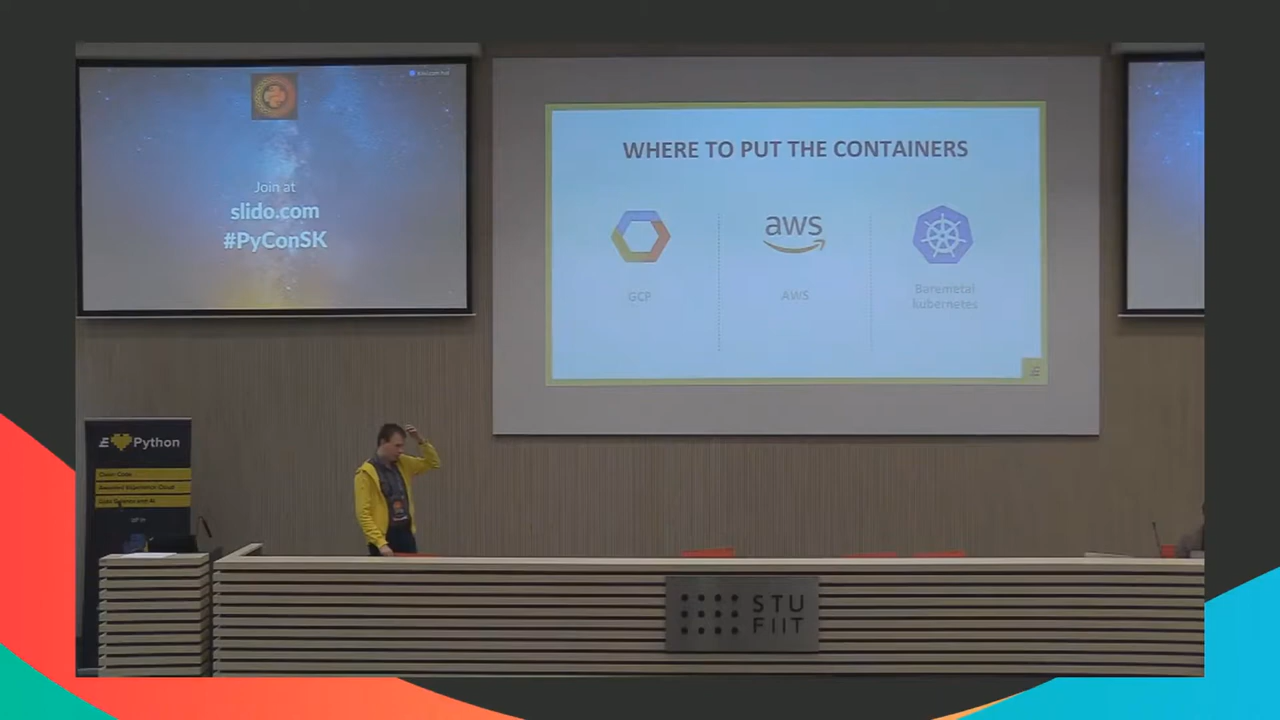 Join at
slido.com
#PyConSK
WHERE TO PUT THE CONTAINERS
GCP
aws
AWS
Baremetal
kubernetes
Python
STU
FIIT